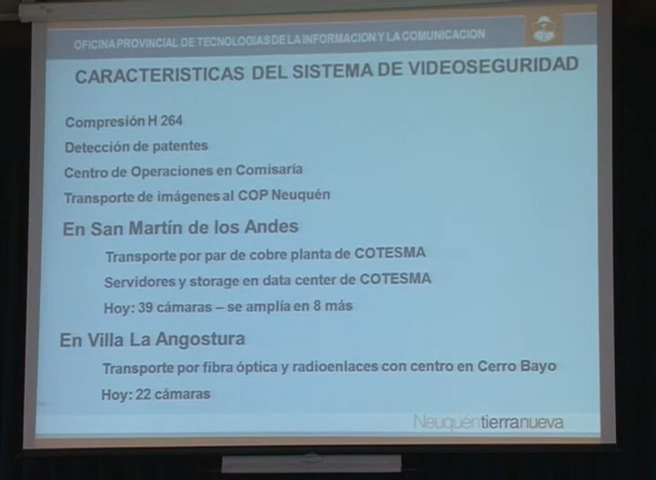 OFICINA PROVINCIAL DE TECNOLOGIAS DE LA INFORMACION Y LA COMUNICACION
CARACTERISTICAS DEL SISTEMA DE VIDEOSEGURIDAD
Compresión H 264
Detección de patentes
Centro de Operaciones en Comisaría
Transporte de imágenes al COP Neuquén
En San Martín de los Andes
Transporte por par de cobre planta de COTESMA
Servidores y storage en data center de COTESMA
Hoy: 39 cámaras – se amplía en 8 más
En Villa La Angostura
Transporte por fibra óptica y radioenlaces con centro en Cerro Bayo
Hoy: 22 cámaras
Neuquéntierranueva